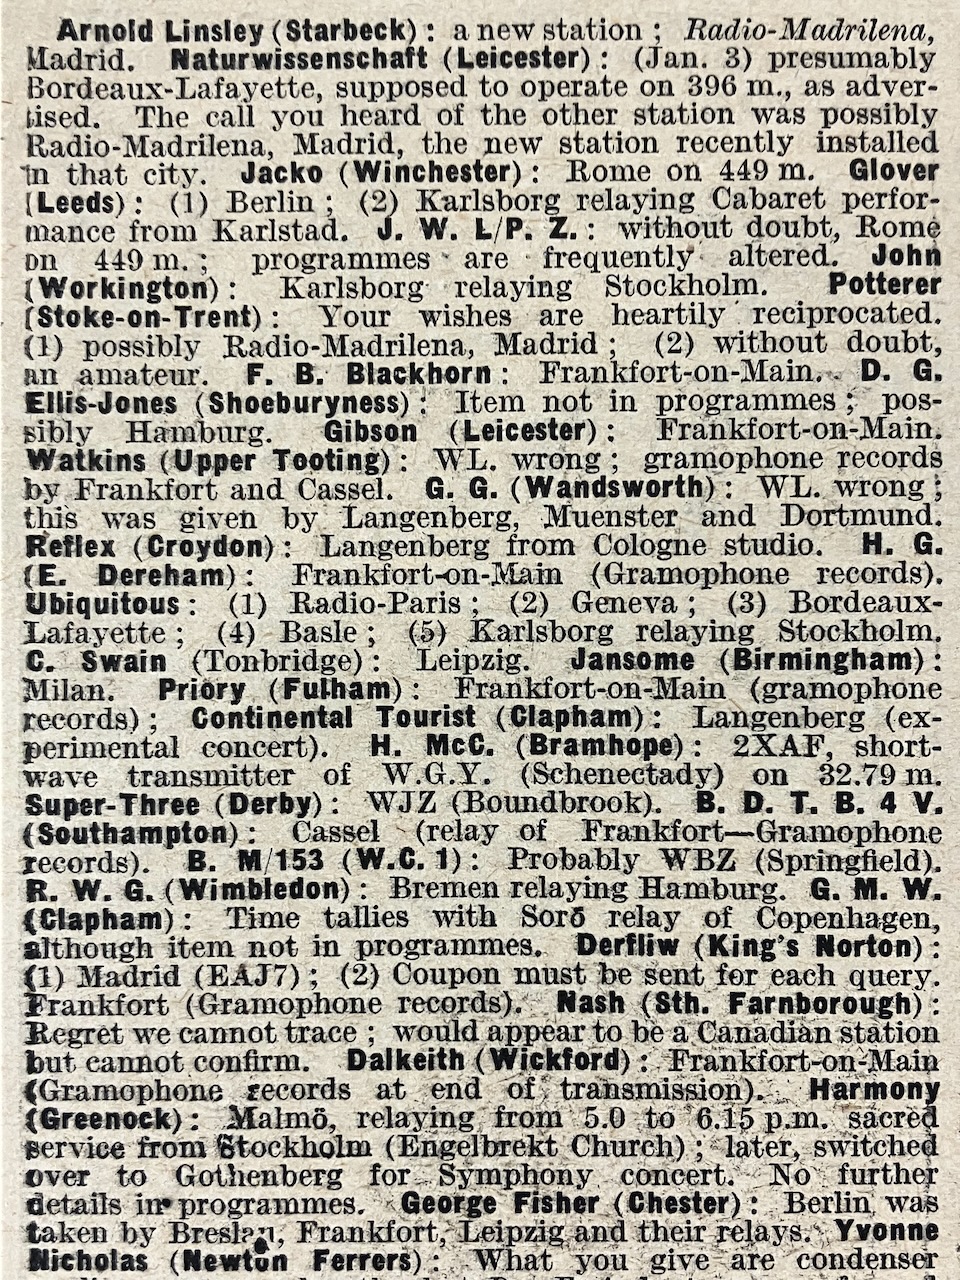 Arnold Linsley (Starbeck): a new station; Radio-Madrilena,
Madrid. Naturwissenschaft (Leicester): (Jan. 3) presumably
Bordeaux-Lafayette, supposed to operate on 396 m., as adver-
tised. The call you heard of the other station was possibly
Radio-Madrilena, Madrid, the new station recently installed
in that city. Jacko (Winchester): Rome on 449 m. Glover
(Leeds): (1) Berlin; (2) Karlsborg relaying Cabaret perfor-
mance from Karlstad. J. W. L/P. Z.: without doubt, Rome
on 449 m.; programmes are frequently altered. John
(Workington): Karlsborg relaying Stockholm. Potterer
(Stoke-on-Trent): Your wishes are heartily reciprocated.
(1) possibly Radio-Madrilena, Madrid; (2) without doubt,
an amateur. F. B. Blackhorn: Frankfort-on-Main. D. G.
Ellis-Jones (Shoeburyness): Item not in programmes; pos-
sibly Hamburg. Gibson (Leicester): Frankfort-on-Main.
Watkins (Upper Tooting): WL. wrong; gramophone records
by Frankfort and Cassel. G. G. (Wandsworth): WL. wrong;
this was given by Langenberg, Muenster and Dortmund.
Reflex (Croydon): Langenberg from Cologne studio. H. G.
(E. Dereham): Frankfort-on-Main (Gramophone records).
Ubiquitous: (1) Radio-Paris; (2) Geneva; (3) Bordeaux-
Lafayette; (4) Basle; (5) Karlsborg relaying Stockholm.
C. Swain (Tonbridge): Leipzig. Jansome (Birmingham):
Milan. Priory (Fulham): Frankfort-on-Main (gramophone
records); Continental Tourist (Clapham): Langenberg (ex-
perimental concert). H. McC. (Bramhope): 2XAF, short-
wave transmitter of W.G.Y. (Schenectady) on 32.79 m.
Super-Three (Derby): WJZ (Boundbrook). B. D. T. B. 4 V.
(Southampton): Cassel (relay of Frankfort—Gramophone
records). B. M/153 (W.C. 1): Probably WBZ (Springfield).
R. W. G. (Wimbledon): Bremen relaying Hamburg. G. M. W.
(Clapham): Time tallies with Sorö relay of Copenhagen,
although item not in programmes. Derfliw (King's Norton):
(1) Madrid (EAJ7); (2) Coupon must be sent for each query.
Frankfort (Gramophone records). Nash (Sth. Farnborough):
Regret we cannot trace; would appear to be a Canadian station
but cannot confirm. Dalkeith (Wickford): Frankfort-on-Main
(Gramophone records at end of transmission). Harmony
(Greenock): Malmö, relaying from 5.0 to 6.15 p.m. sacred
service from Stockholm (Engelbrekt Church); later, switched
over to Gothenberg for Symphony concert. No further
details in programmes. George Fisher (Chester): Berlin was
taken by Breslau, Frankfort, Leipzig and their relays. Yvonne
Nicholas (Newton Ferrers): What you give are condenser